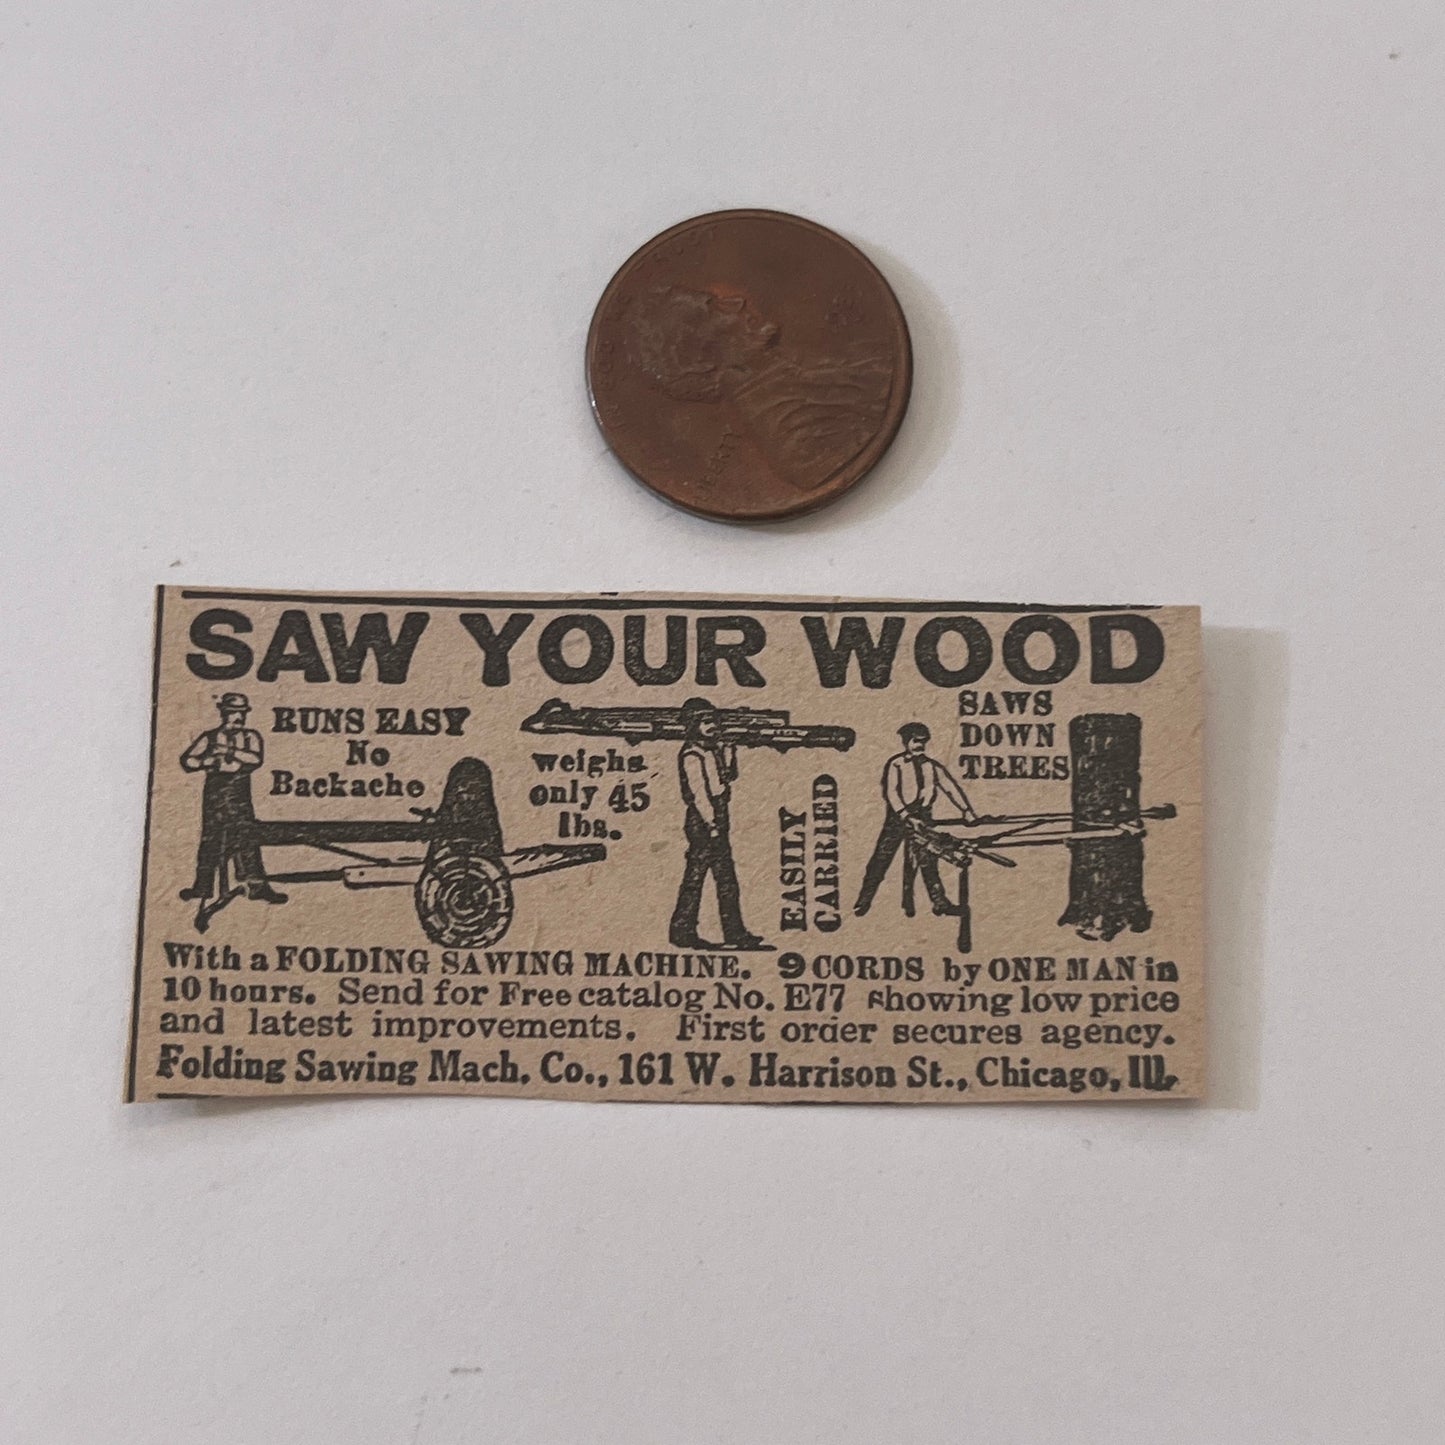 LIBERTY
SAW YOUR WOOD
RUNS EASY
No
Backache
weighs
only 45
lbs.
EASILY
CARRIED
SAWS
DOWN
TREES
With a FOLDING SAWING MACHINE. 9 CORDS by ONE MAN in
10 hours. Send for Free catalog No. E77 showing low price
and latest improvements. First order secures agency.
Folding Sawing Mach. Co., 161 W. Harrison St., Chicago, Ill.